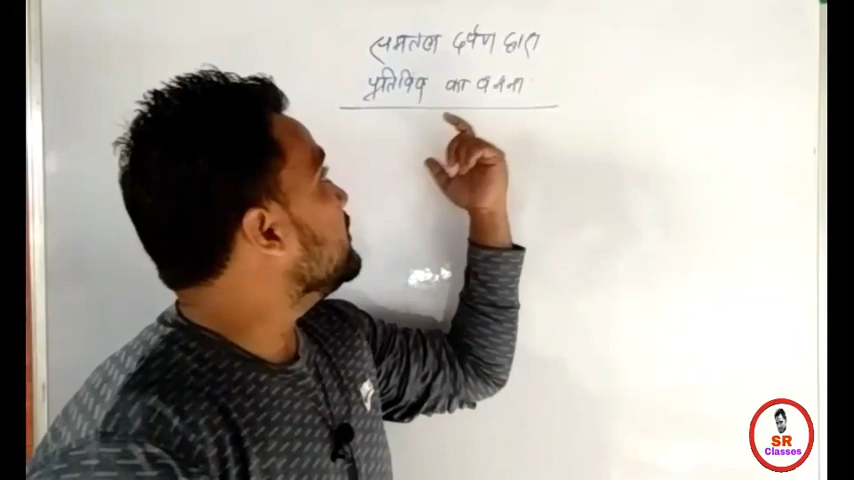 समतल दर्पण द्वारा
प्रतिबिंब का बनना
SR
Classes